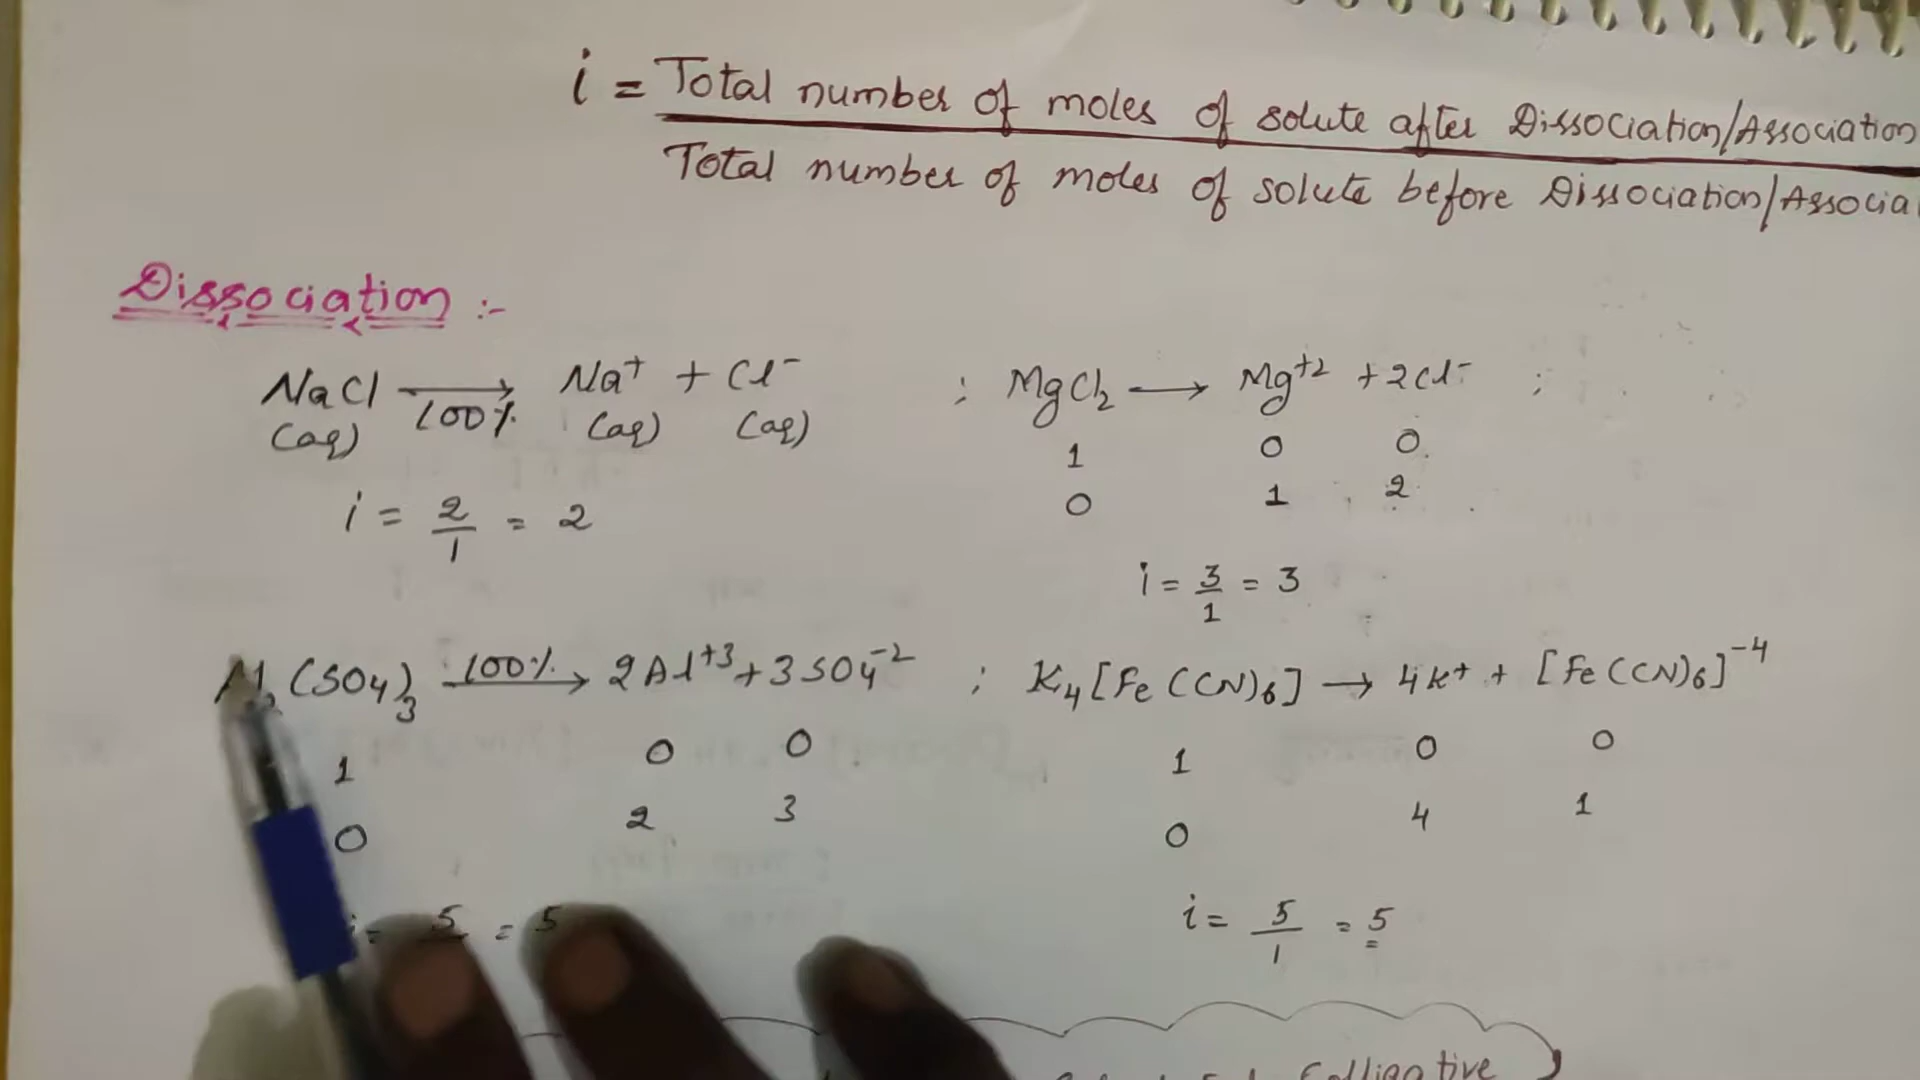 i = Total number of moles of solute after Dissociation/Association
Total number of moles of solute before Dissociation/Associa
Dissociation :-
NaCl (aq) →100% Na⁺ (aq) + Cl⁻ (aq)
i = 2/1 = 2
; MgCl₂ → Mg⁺² + 2Cl⁻ ;
1 0 0
0 1 2
i = 3/1 = 3
Al₂(SO₄)₃ →100% 2Al⁺³ + 3SO₄⁻²
1 0 0
0 2 3
i = 5 = 5
; K₄[Fe(CN)₆] → 4K⁺ + [Fe(CN)₆]⁻⁴
1 0 0
0 4 1
i = 5/1 = 5
Colligative